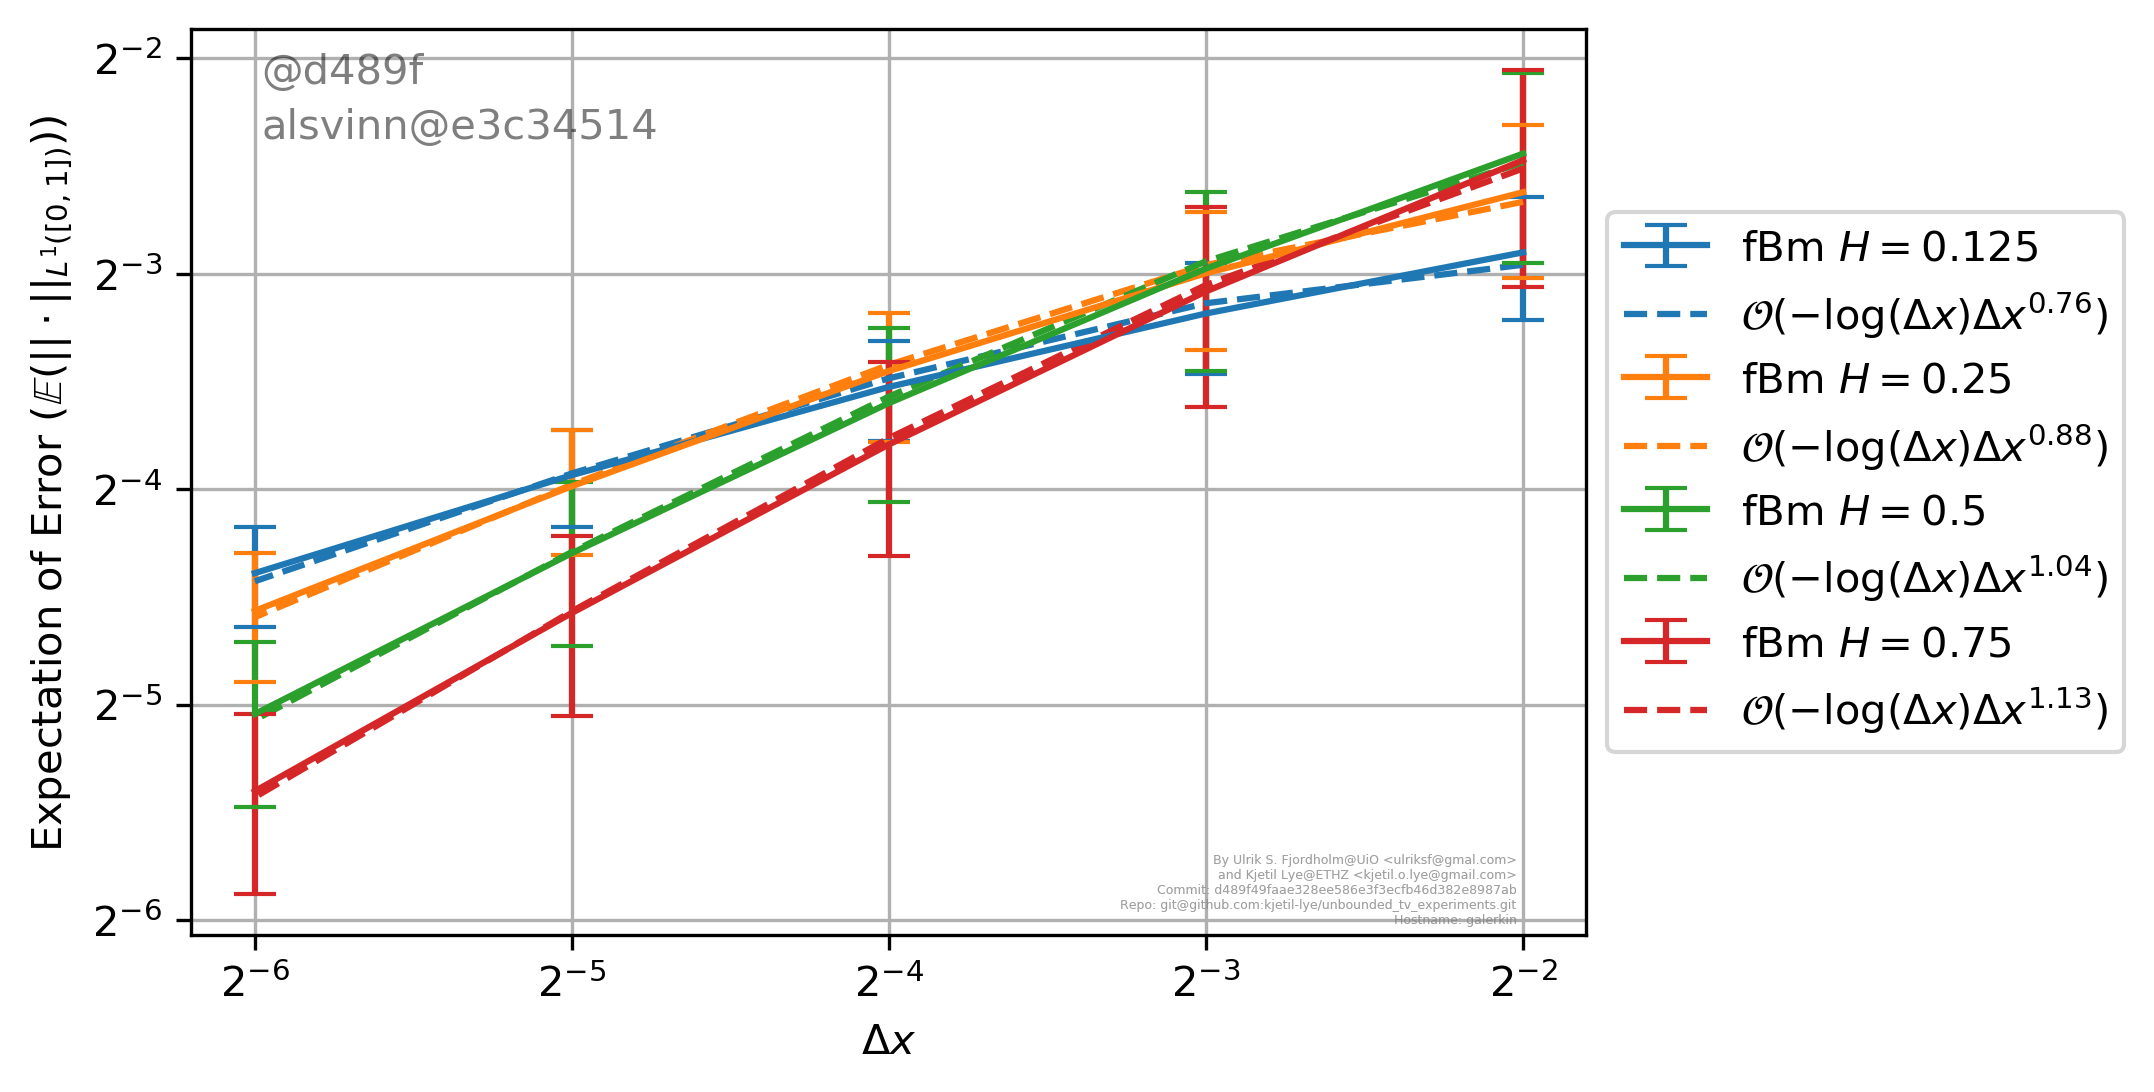 @d489f
alsvinn@e3c34514
Expectation of Error (𝔼(|| · ||_{L^1([0, 1])}))
2^{-2}
2^{-3}
2^{-4}
2^{-5}
2^{-6}
2^{-6} 2^{-5} 2^{-4} 2^{-3} 2^{-2}
Δx
By Ulrik S. Fjordholm@UiO <ulriksf@gmal.com>
and Kjetil Lye@ETHZ <kjetil.o.lye@gmail.com>
Commit: d489f49faae328ee586e3f3ecfb46d382e8987ab
Repo: git@github.com:kjetil-lye/unbounded_tv_experiments.git
Hostname: galerkin
fBm H = 0.125
𝒪(−log(Δx)Δx^{0.76})
fBm H = 0.25
𝒪(−log(Δx)Δx^{0.88})
fBm H = 0.5
𝒪(−log(Δx)Δx^{1.04})
fBm H = 0.75
𝒪(−log(Δx)Δx^{1.13})